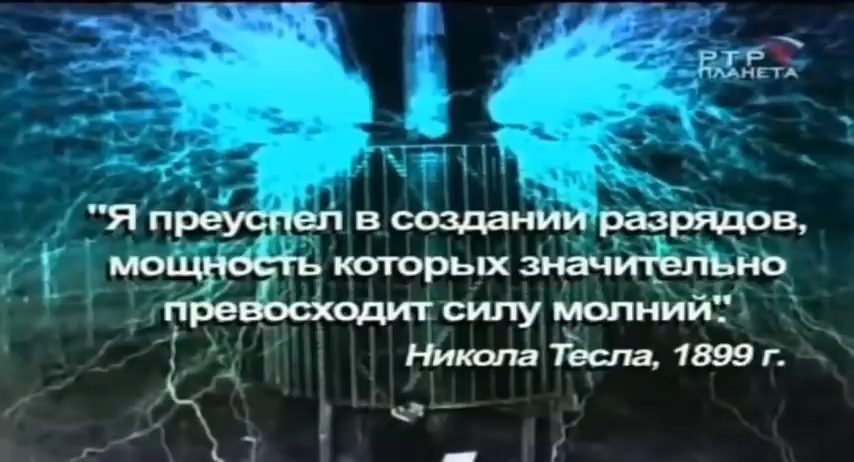 РТР
ПЛАНЕТА
"Я преуспел в создании разрядов,
мощность которых значительно
превосходит силу молний".
Никола Тесла, 1899 г.